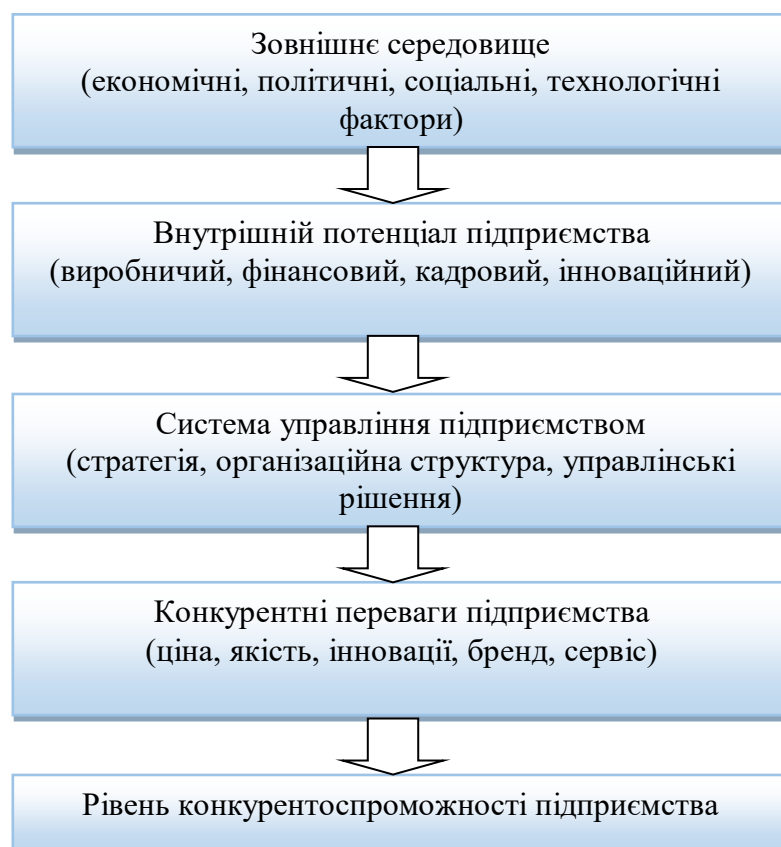 Зовнішнє середовище
(економічні, політичні, соціальні, технологічні
фактори)
Внутрішній потенціал підприємства
(виробничий, фінансовий, кадровий, інноваційний)
Система управління підприємством
(стратегія, організаційна структура, управлінські
рішення)
Конкурентні переваги підприємства
(ціна, якість, інновації, бренд, сервіс)
Рівень конкурентоспроможності підприємства